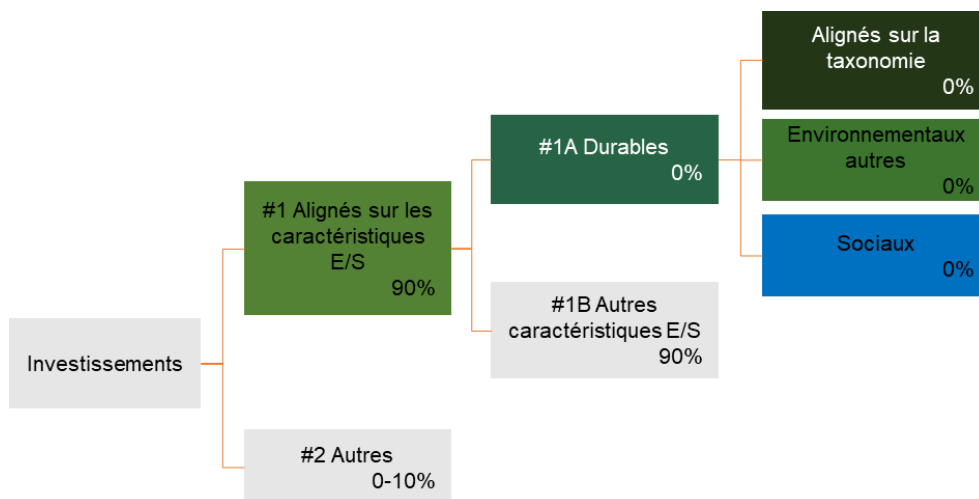 Investissements
#1 Alignés sur les
caractéristiques
E/S
90%
#2 Autres
0-10%
#1A Durables
0%
#1B Autres
caractéristiques E/S
90%
Alignés sur la
taxonomie
0%
Environnementaux
autres
0%
Sociaux
0%